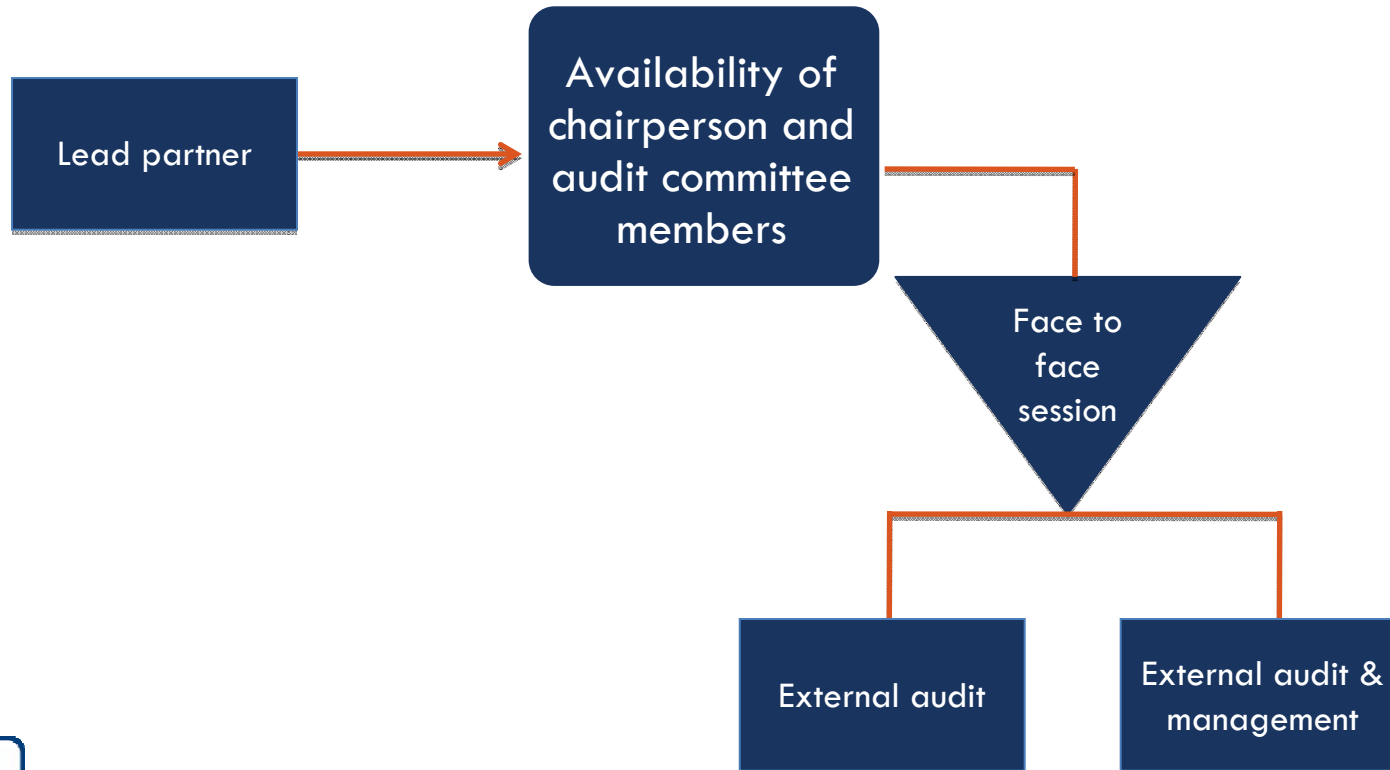 Lead partner
Availability of
chairperson and
audit committee
members
Face to
face
session
External audit
External audit &
management